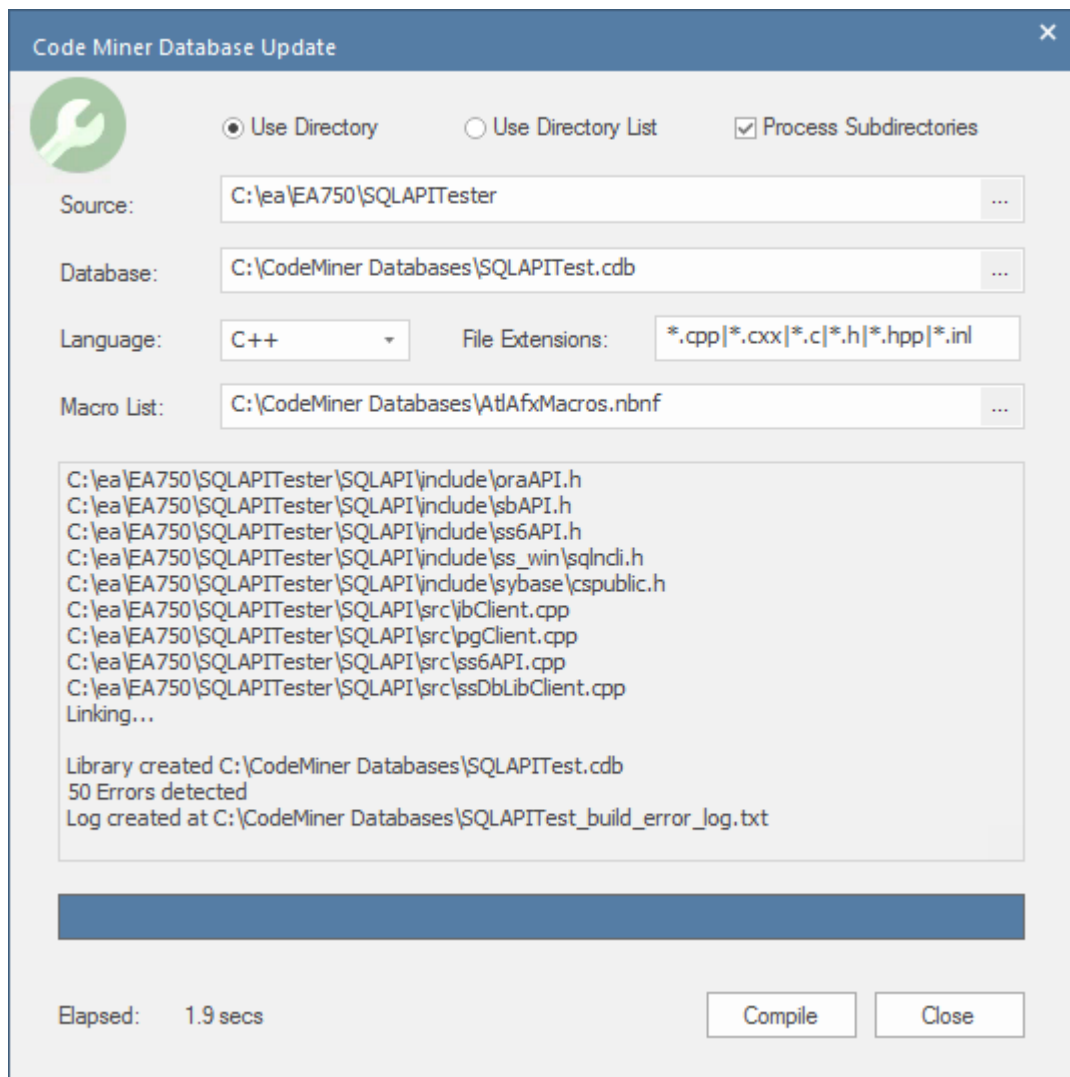 Code Miner Database Update
Use Directory Use Directory List Process Subdirectories
Source: C:\ea\EA750\SQLAPITester ...
Database: C:\CodeMiner Databases\SQLAPITest.cdb ...
Language: C++ File Extensions: *.cpp|*.cxx|*.c|*.h|*.hpp|*.inl
Macro List: C:\CodeMiner Databases\AtlAfxMacros.nbnf ...
C:\ea\EA750\SQLAPITester\SQLAPI\include\oraAPI.h
C:\ea\EA750\SQLAPITester\SQLAPI\include\sbAPI.h
C:\ea\EA750\SQLAPITester\SQLAPI\include\ss6API.h
C:\ea\EA750\SQLAPITester\SQLAPI\include\ss_win\sqlncli.h
C:\ea\EA750\SQLAPITester\SQLAPI\include\sybase\cspublic.h
C:\ea\EA750\SQLAPITester\SQLAPI\src\ibClient.cpp
C:\ea\EA750\SQLAPITester\SQLAPI\src\pgClient.cpp
C:\ea\EA750\SQLAPITester\SQLAPI\src\ss6API.cpp
C:\ea\EA750\SQLAPITester\SQLAPI\src\ssDbLibClient.cpp
Linking...
Library created C:\CodeMiner Databases\SQLAPITest.cdb
50 Errors detected
Log created at C:\CodeMiner Databases\SQLAPITest_build_error_log.txt
Elapsed: 1.9 secs Compile Close